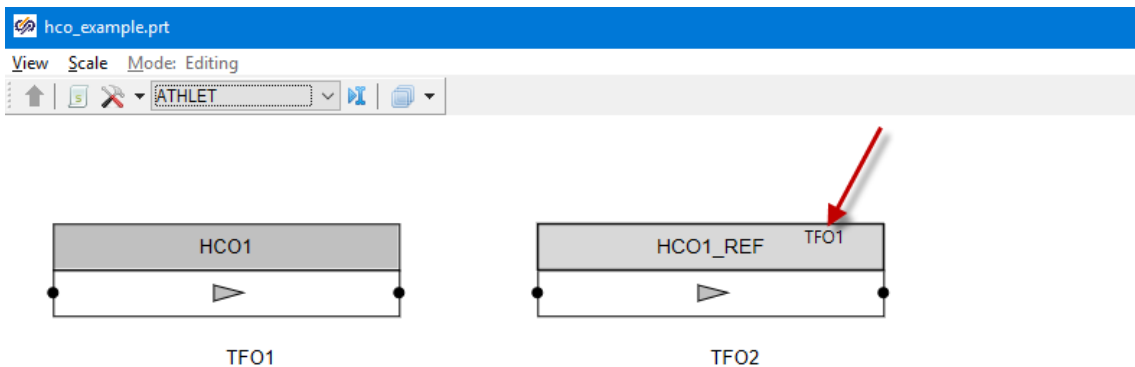 hco_example.prt
View Scale Mode: Editing
s ATHLET
HCO1
HCO1_REF TFO1
TFO1 TFO2